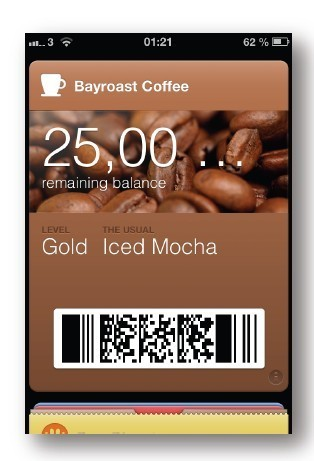 3 01:21 62 %
Bayroast Coffee
25,00 ...
remaining balance
LEVEL THE USUAL
Gold Iced Mocha